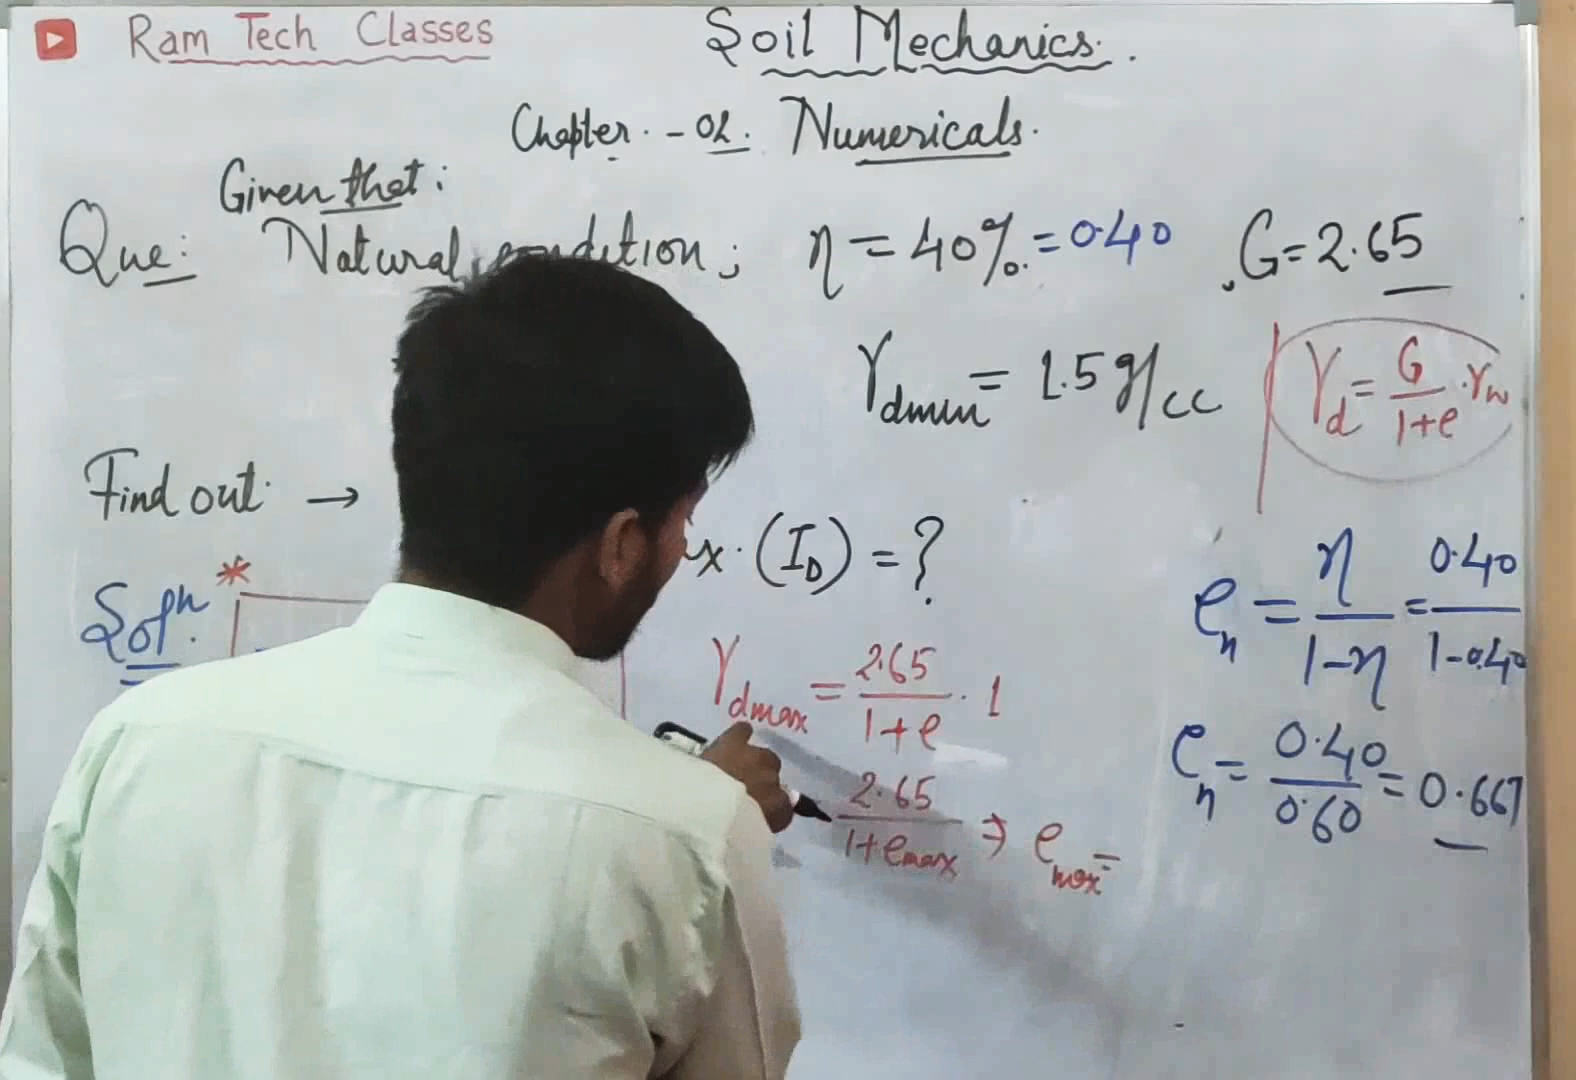 Ram Tech Classes
Soil Mechanics.
Chapter. - 02. Numericals.
Given that:
Que: Natural condition; η = 40%. = 0.40 , G = 2.65
γdmin = 1.5 g/cc
γd = G/1+e . γw
Find out → (ID) = ?
Soln. *
en = η/1-η = 0.40/1-0.40
γdmax = 2.65/1+e . 1
en = 0.40/0.60 = 0.667
2.65/1+emax ⇒ emax =